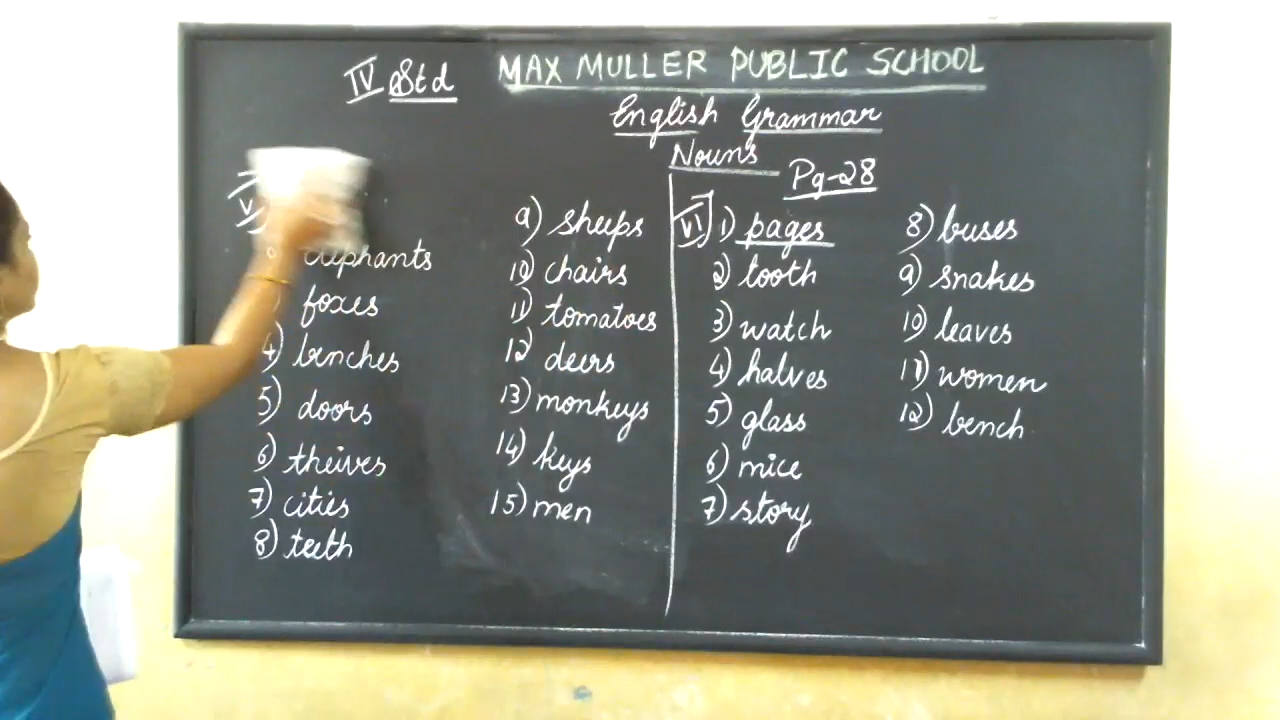 IV Std
MAX MULLER PUBLIC SCHOOL
English Grammar
Nouns
Pg-28
V
elephants
foxes
4) benches
5) doors
6) theives
7) cities
8) teeth
9) sheeps
10) chairs
11) tomatoes
12) deers
13) monkeys
14) keys
15) men
VI 1) pages
2) tooth
3) watch
4) halves
5) glass
6) mice
7) story
8) buses
9) snakes
10) leaves
11) women
12) bench